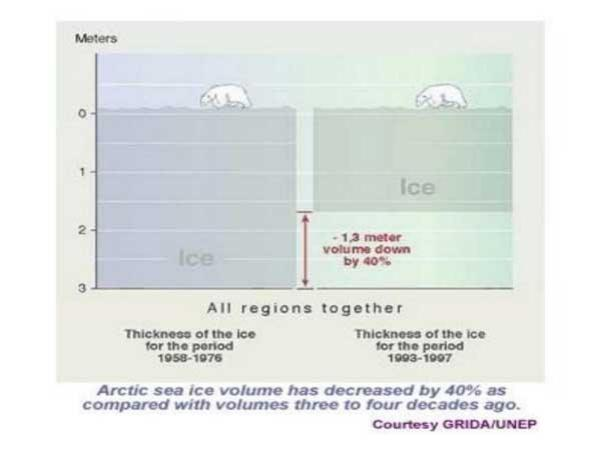 Meters
0
1
Ice
2
- 1,3 meter
volume down
by 40%
Ice
3
All regions together
Thickness of the ice
for the period
1958-1976
Thickness of the ice
for the period
1993-1997
Arctic sea ice volume has decreased by 40% as
compared with volumes three to four decades ago.
Courtesy GRIDA/UNEP